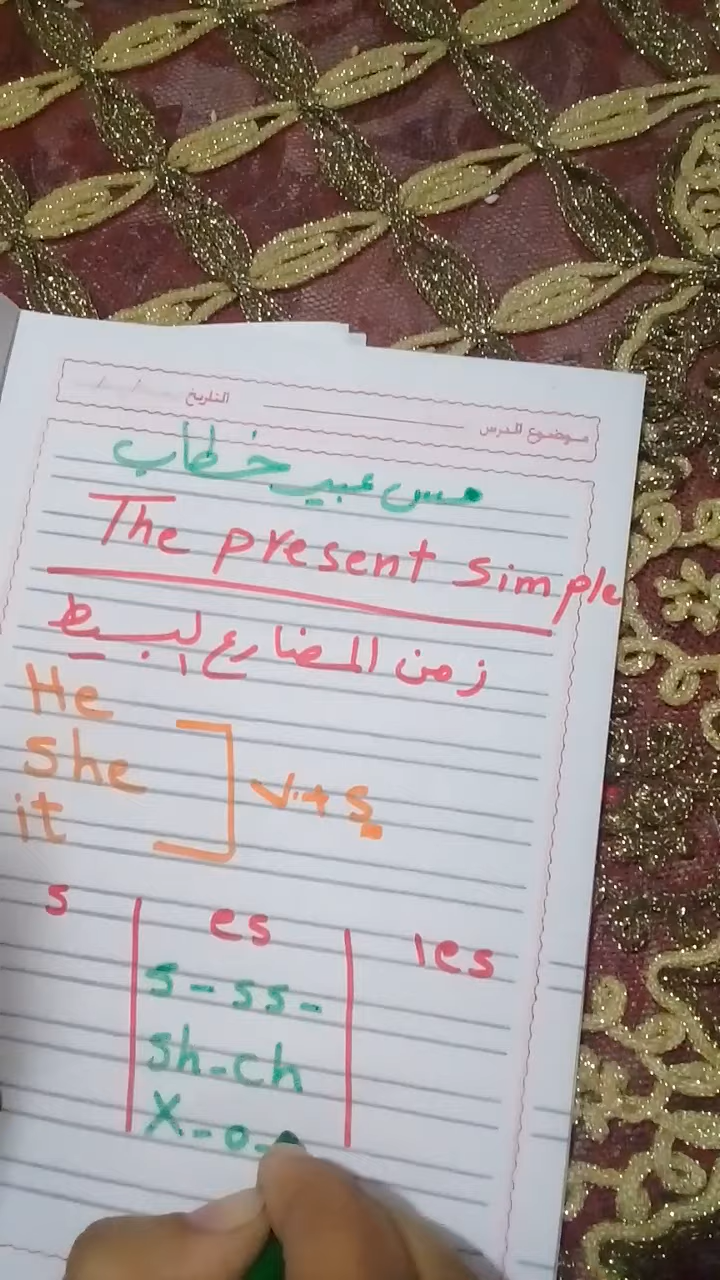 موضوع الدرس التاريخ / /
مس عبير خطاب
The present simple
زمن المضارع البسيط
He
she
it
V.+ s
s es ies
s - ss -
sh - ch
x - o -